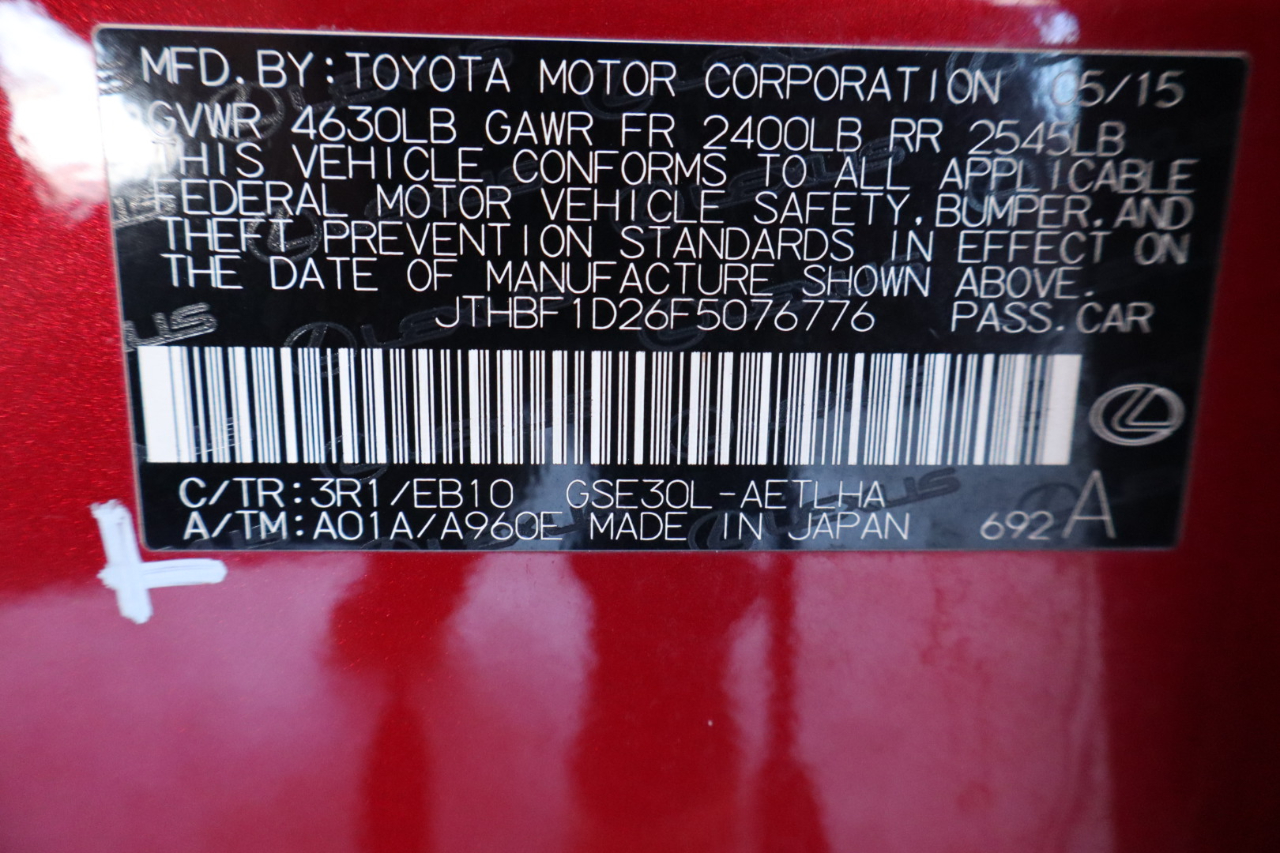 MFD. BY: TOYOTA MOTOR CORPORATION 05/15
GVWR 4630LB GAWR FR 2400LB RR 2545LB
THIS VEHICLE CONFORMS TO ALL APPLICABLE
FEDERAL MOTOR VEHICLE SAFETY, BUMPER, AND
THEFT PREVENTION STANDARDS IN EFFECT ON
THE DATE OF MANUFACTURE SHOWN ABOVE.
JTHBF1D26F5076776 PASS. CAR
C/TR: 3R1/EB10 GSE30L-AETLHA
A/TM: A01A/A960E MADE IN JAPAN 692 A